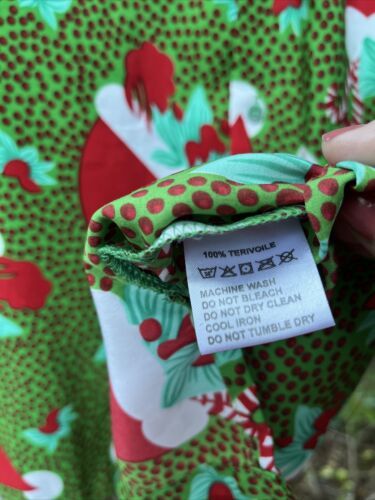 100% TERIVOILE
MACHINE WASH
DO NOT BLEACH
DO NOT DRY CLEAN
COOL IRON
DO NOT TUMBLE DRY